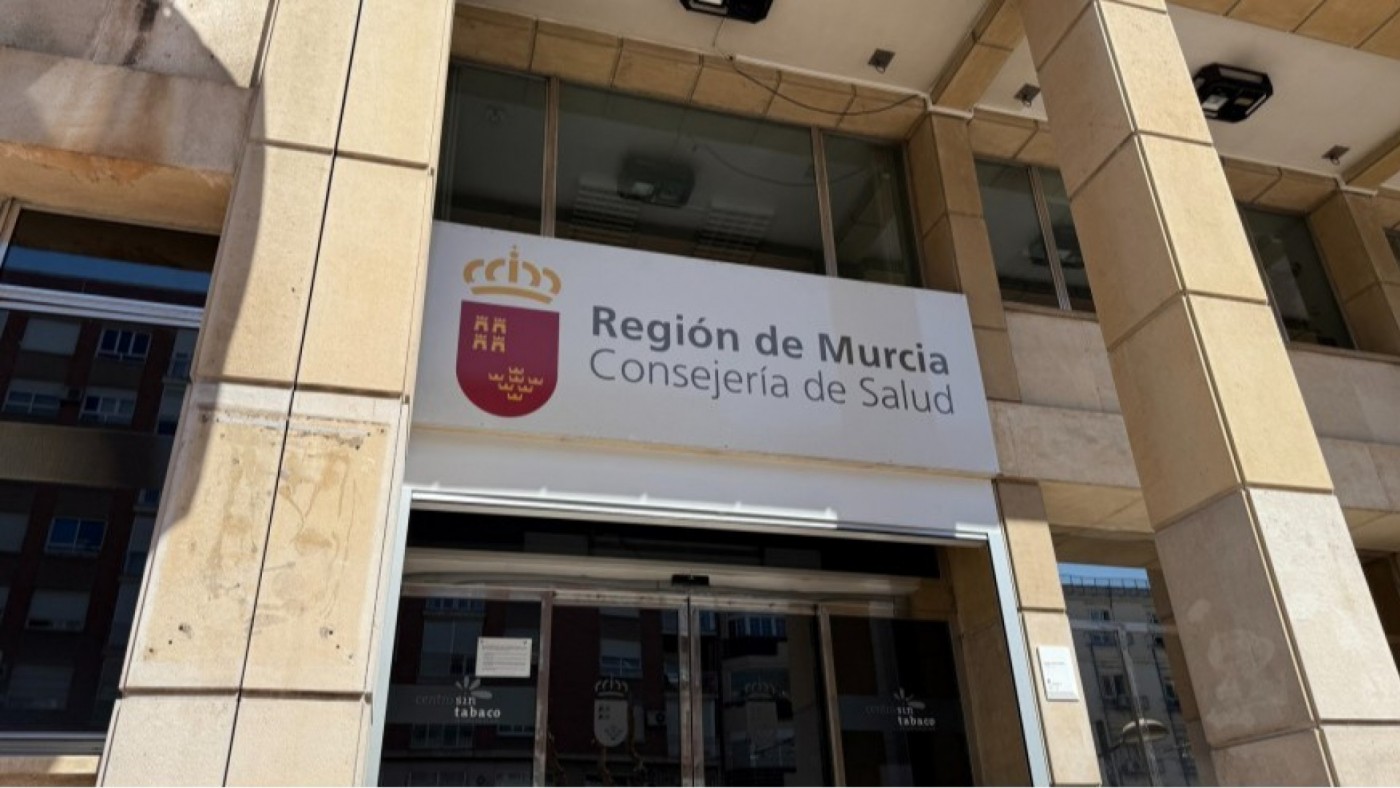 Región de Murcia
Consejería de Salud
centro sin
tabaco
centro sin
tabaco